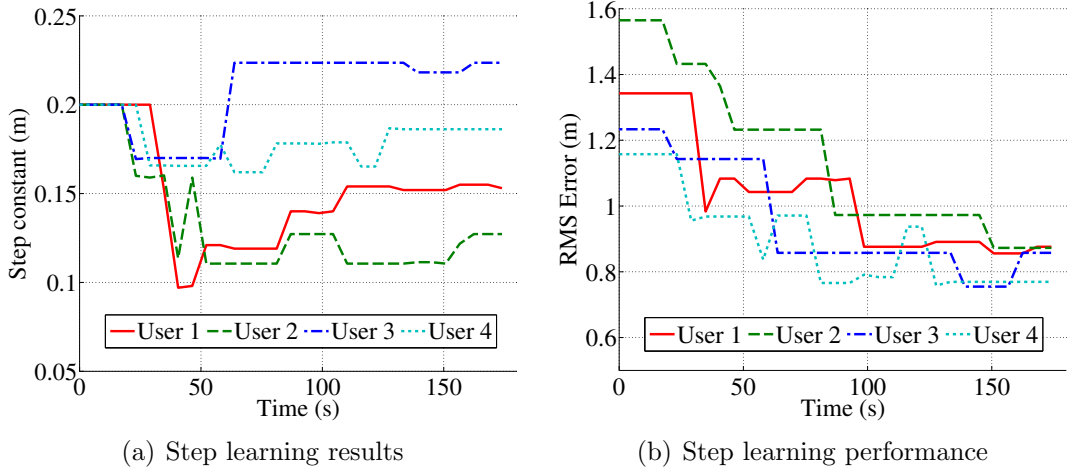 0.25
0.2
0.15
0.1
0.05
Step constant (m)
User 1 User 2 User 3 User 4
0 50 100 150
Time (s)
(a) Step learning results
1.6
1.4
1.2
1
0.8
0.6
RMS Error (m)
User 1 User 2 User 3 User 4
0 50 100 150
Time (s)
(b) Step learning performance